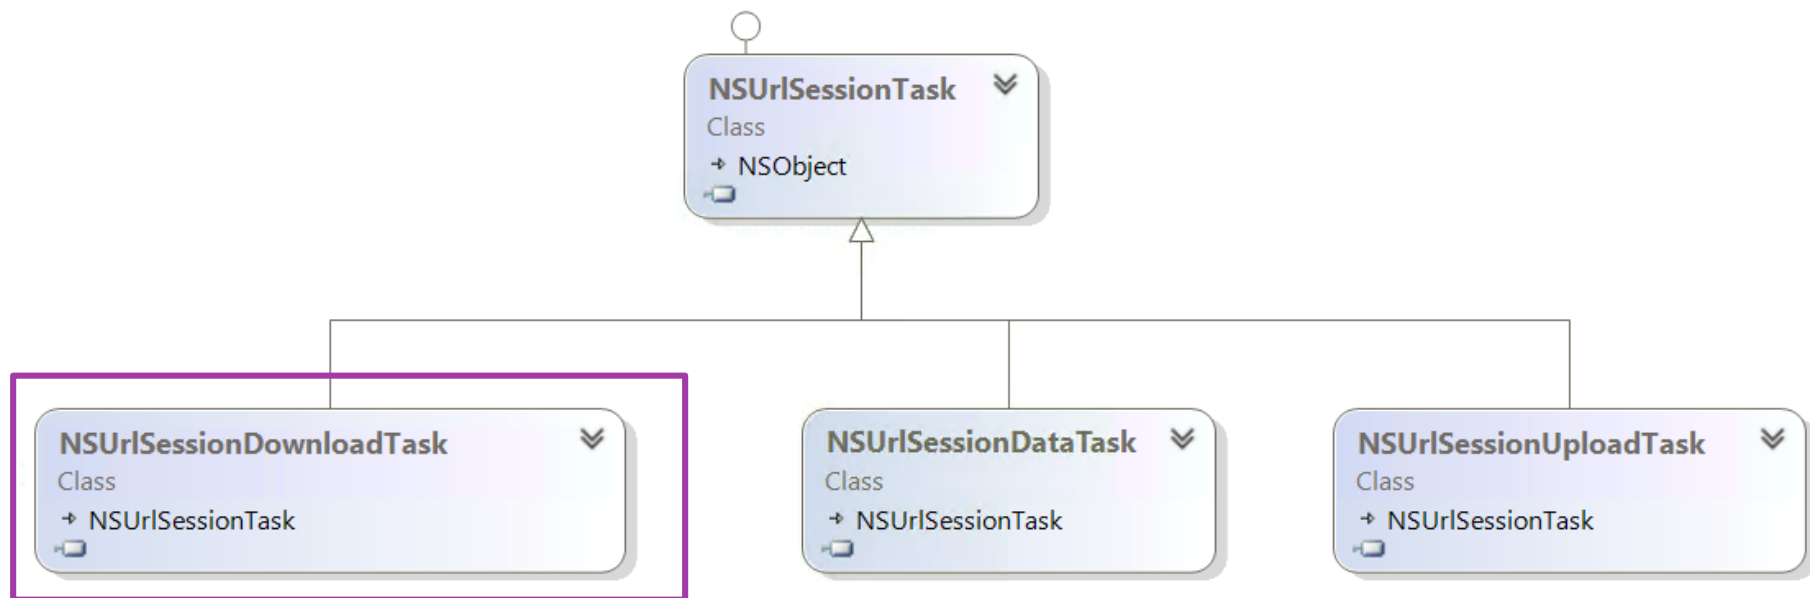 NSUrlSessionTask
Class
NSObject
NSUrlSessionDownloadTask
Class
NSUrlSessionTask
NSUrlSessionDataTask
Class
NSUrlSessionTask
NSUrlSessionUploadTask
Class
NSUrlSessionTask